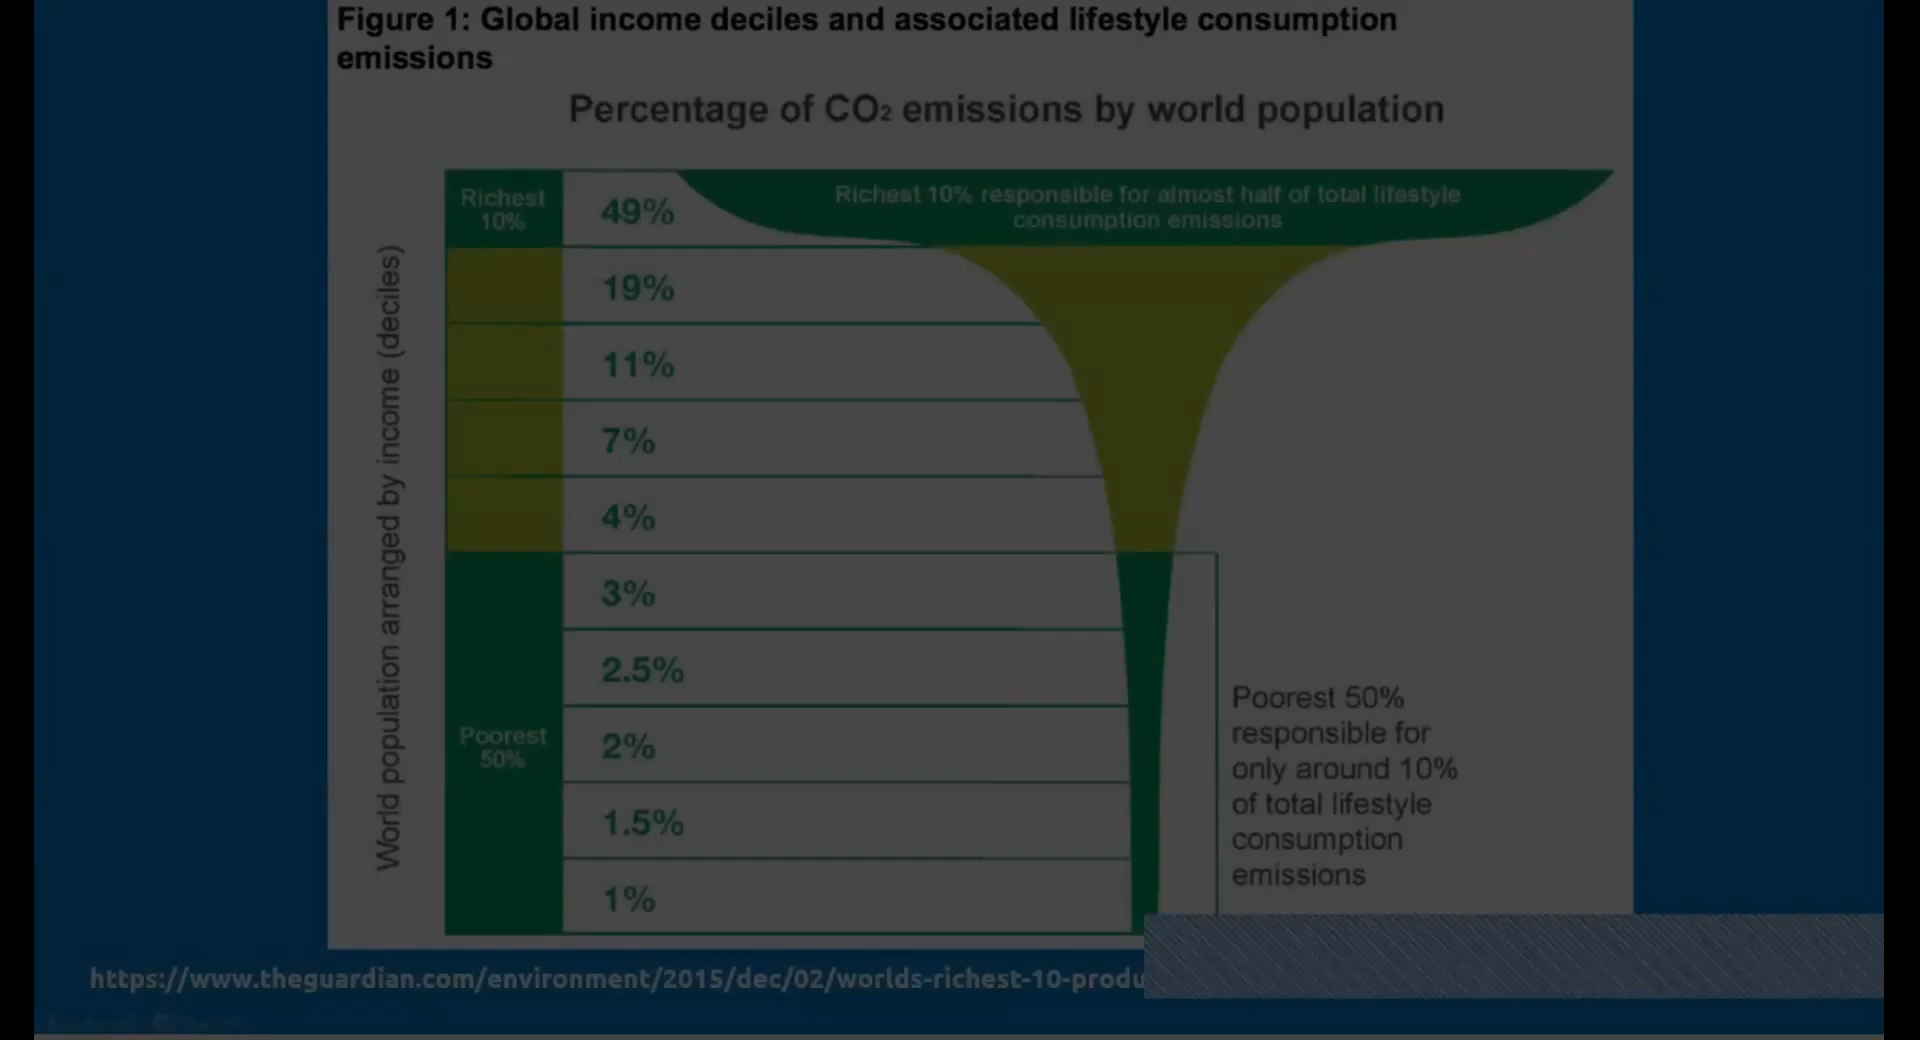 Figure 1: Global income deciles and associated lifestyle consumption
emissions
Percentage of CO₂ emissions by world population
World population arranged by income (deciles)
Richest
10%
49%
Richest 10% responsible for almost half of total lifestyle
consumption emissions
19%
11%
7%
4%
3%
2.5%
Poorest
50%
2%
1.5%
1%
Poorest 50%
responsible for
only around 10%
of total lifestyle
consumption
emissions
https://www.theguardian.com/environment/2015/dec/02/worlds-richest-10-produ